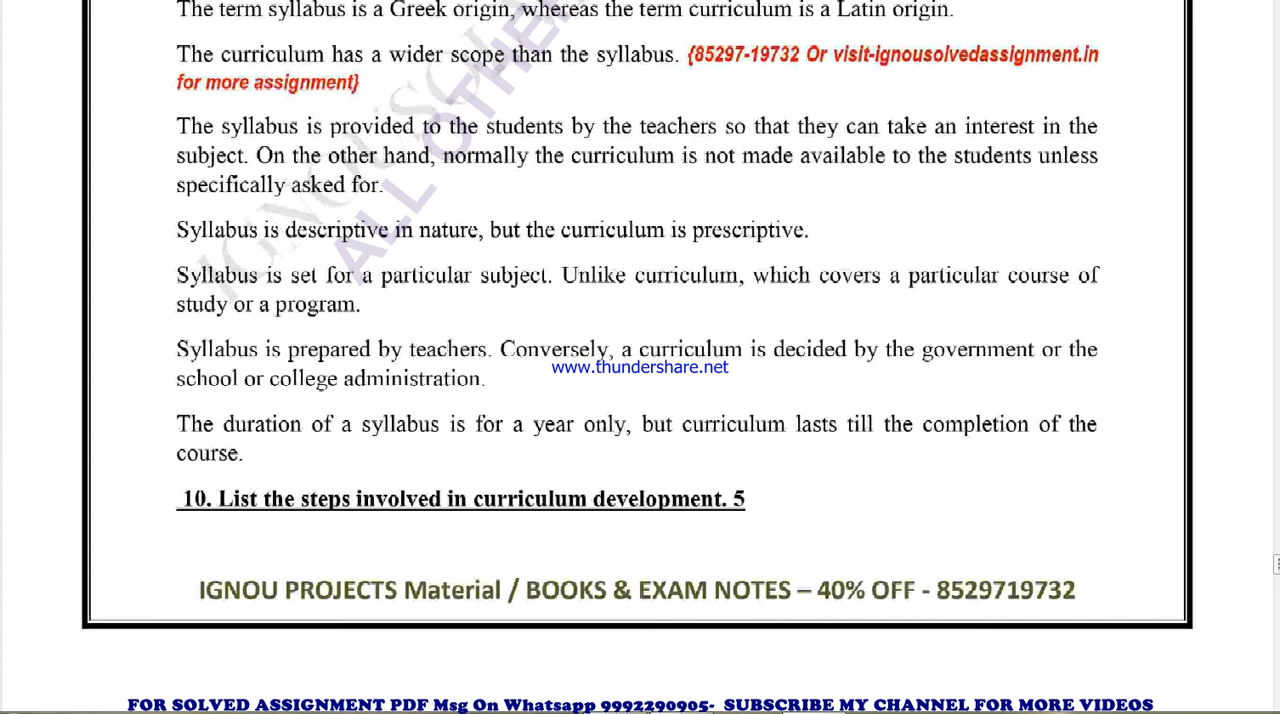 The term syllabus is a Greek origin, whereas the term curriculum is a Latin origin.
The curriculum has a wider scope than the syllabus. {85297-19732 Or visit-ignousolvedassignment.in
for more assignment}
The syllabus is provided to the students by the teachers so that they can take an interest in the
subject. On the other hand, normally the curriculum is not made available to the students unless
specifically asked for.
Syllabus is descriptive in nature, but the curriculum is prescriptive.
Syllabus is set for a particular subject. Unlike curriculum, which covers a particular course of
study or a program.
Syllabus is prepared by teachers. Conversely, a curriculum is decided by the government or the
www.thundershare.net
school or college administration.
The duration of a syllabus is for a year only, but curriculum lasts till the completion of the
course.
10. List the steps involved in curriculum development. 5
IGNOU PROJECTS Material / BOOKS & EXAM NOTES – 40% OFF - 8529719732
FOR SOLVED ASSIGNMENT PDF Msg On Whatsapp 9992290905- SUBSCRIBE MY CHANNEL FOR MORE VIDEOS
ALL